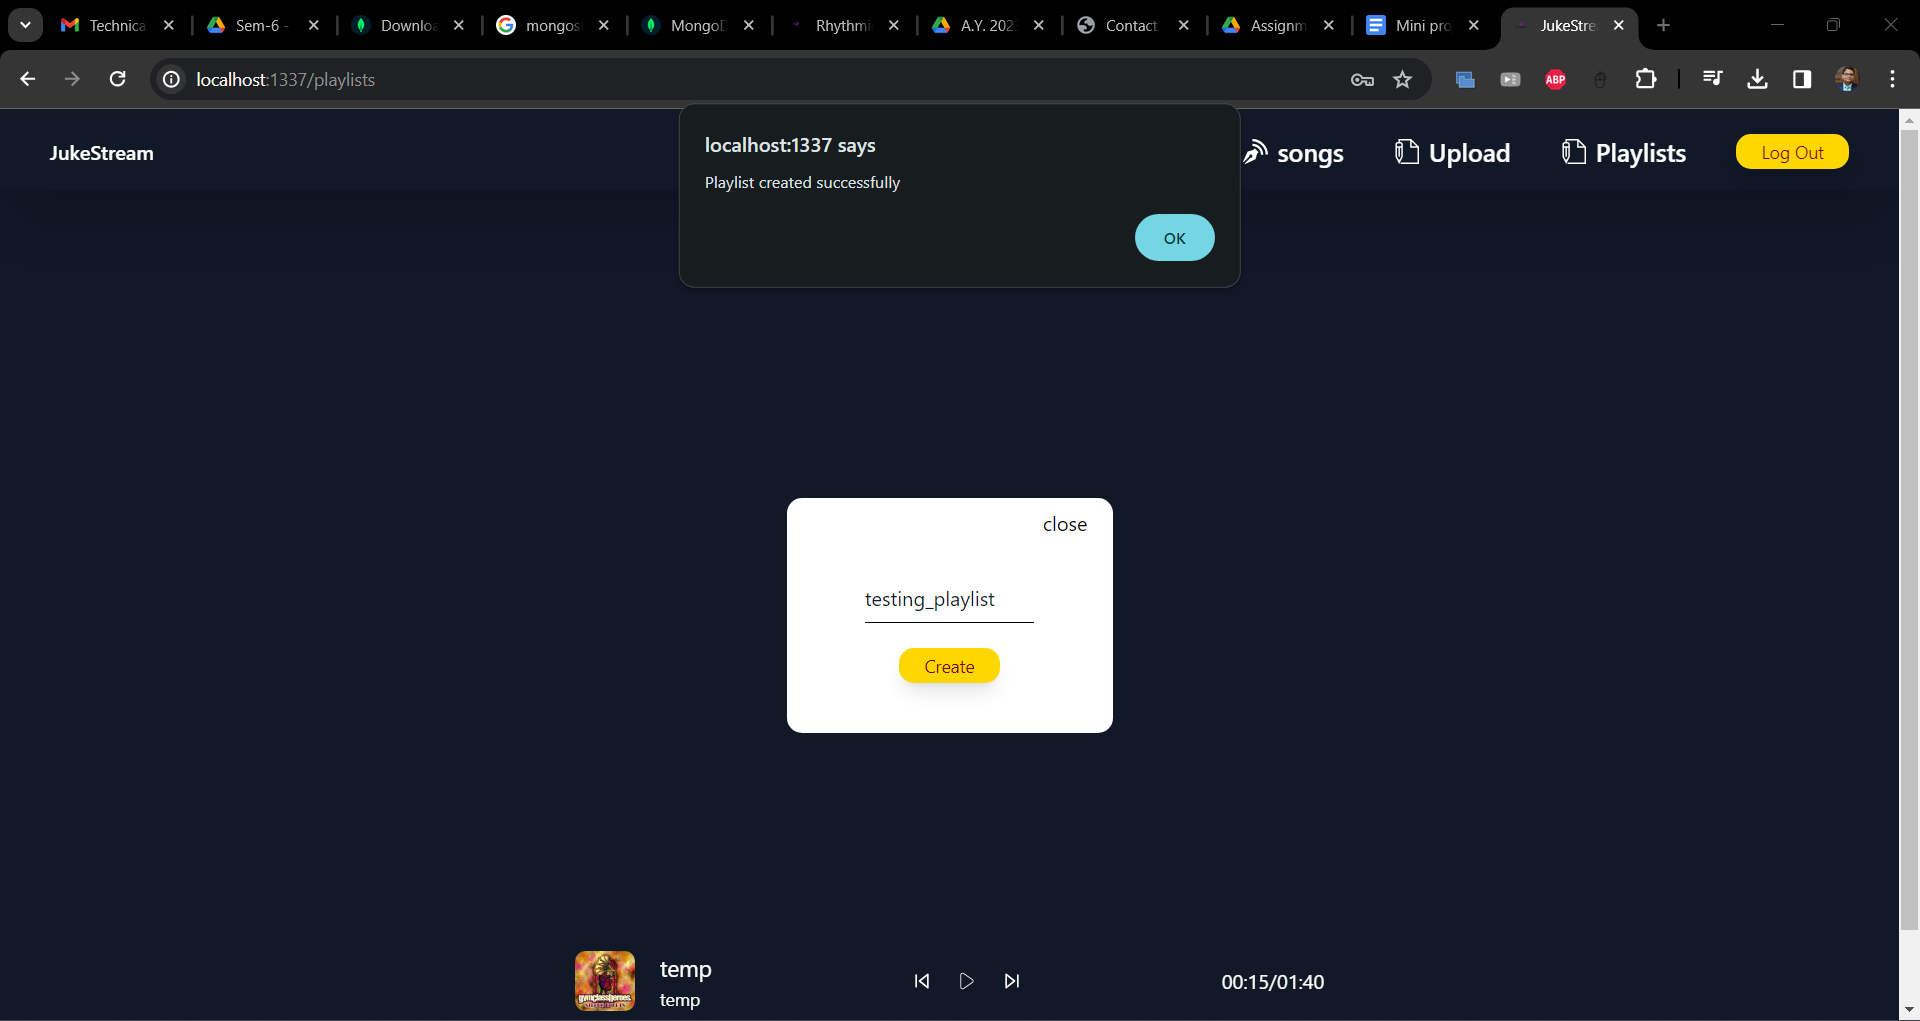 Technica
Sem-6 -
Downloa
mongos
MongoD
Rhythmi
A.Y. 202
Contact
Assignm
Mini pro
JukeStre
localhost:1337/playlists
ABP
JukeStream
songs
Upload
Playlists
Log Out
localhost:1337 says
Playlist created successfully
OK
close
testing_playlist
Create
gymclassheroes
temp
temp
00:15/01:40